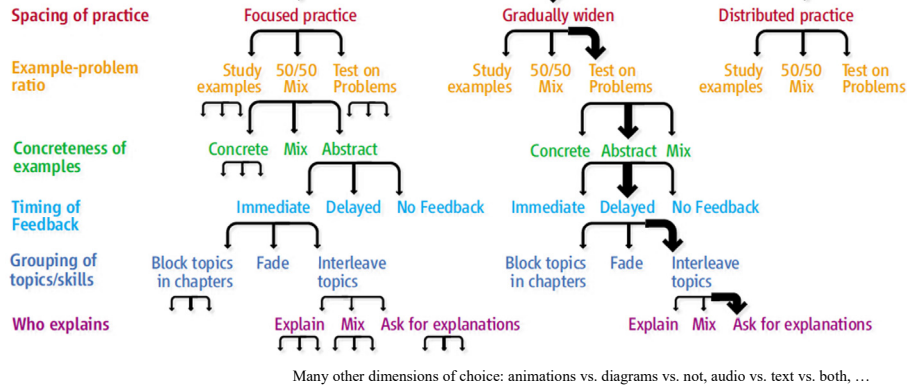 Spacing of practice Focused practice Gradually widen Distributed practice
Example-problem ratio Study examples 50/50 Mix Test on Problems Study examples 50/50 Mix Test on Problems Study examples 50/50 Mix Test on Problems
Concreteness of examples Concrete Mix Abstract Concrete Abstract Mix
Timing of Feedback Immediate Delayed No Feedback Immediate Delayed No Feedback
Grouping of topics/skills Block topics in chapters Fade Interleave topics Block topics in chapters Fade Interleave topics
Who explains Explain Mix Ask for explanations Explain Mix Ask for explanations
Many other dimensions of choice: animations vs. diagrams vs. not, audio vs. text vs. both, …